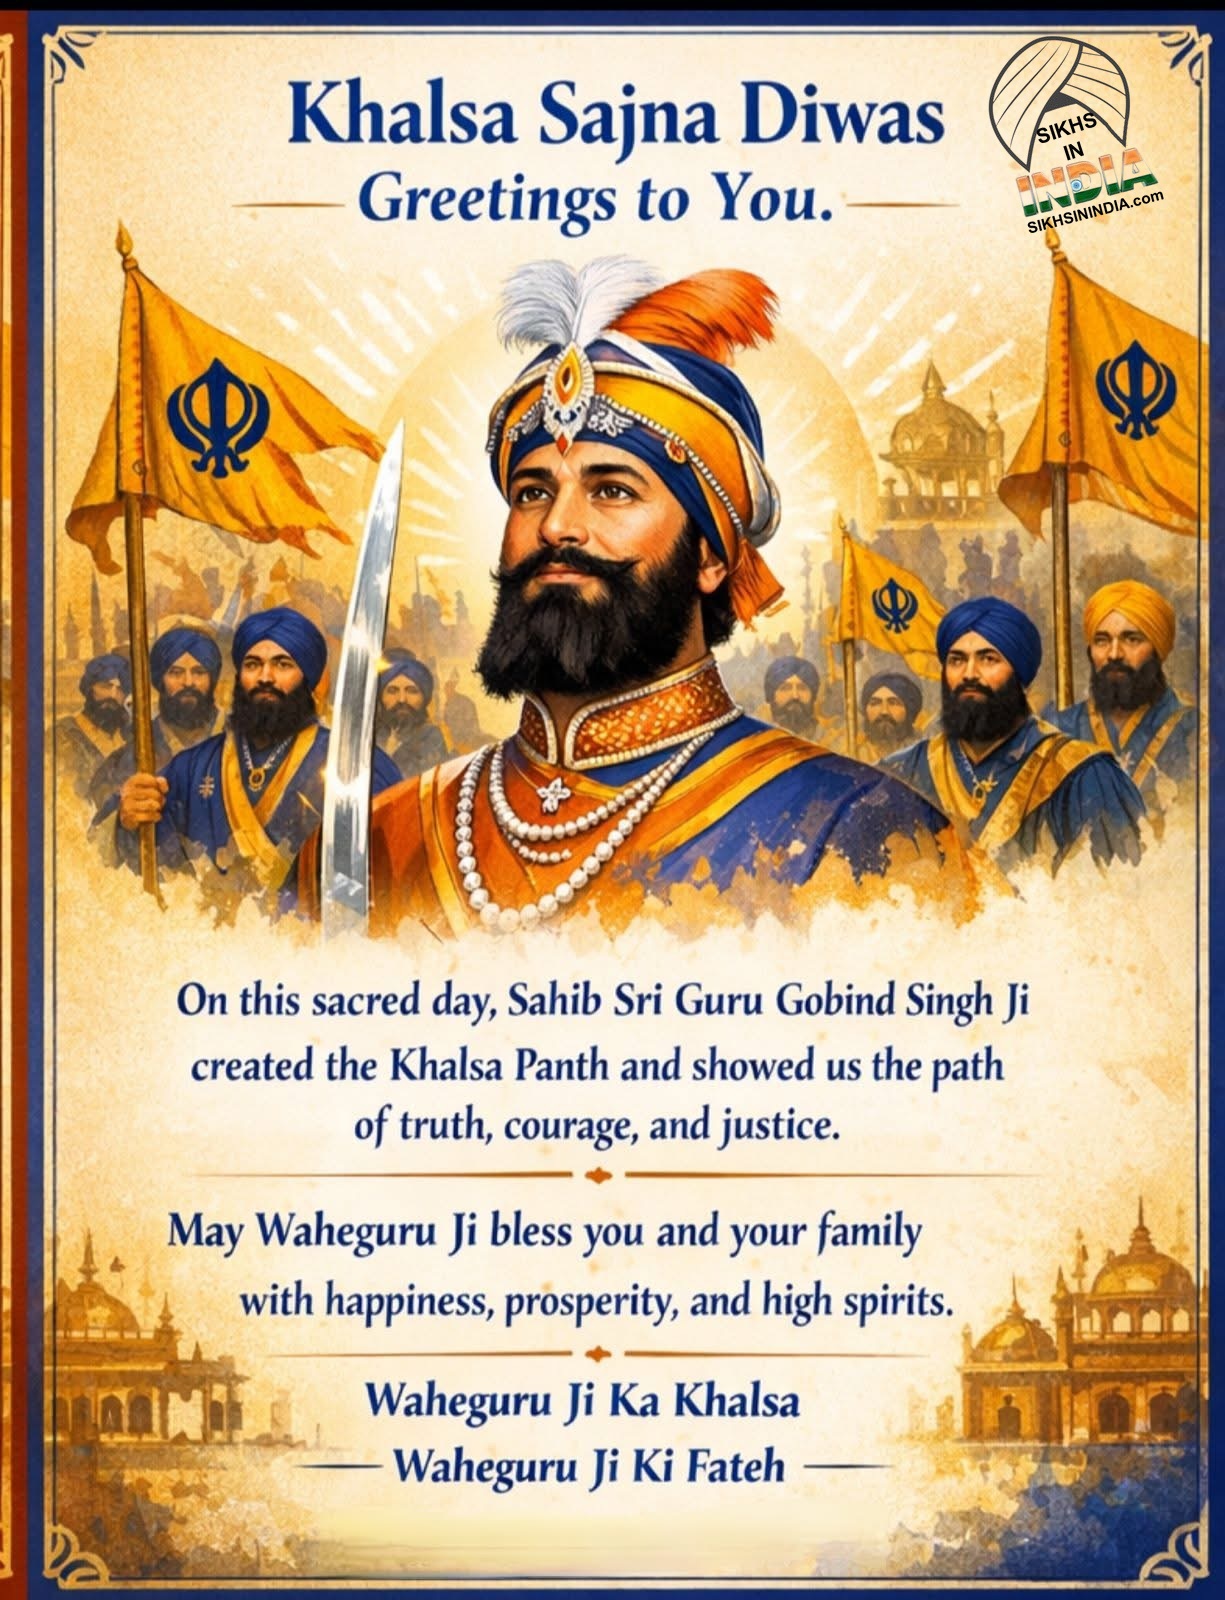 Khalsa Sajna Diwas
Greetings to You.
SIKHS
IN
INDIA
SIKHSININDIA.com
On this sacred day, Sahib Sri Guru Gobind Singh Ji
created the Khalsa Panth and showed us the path
of truth, courage, and justice.
May Waheguru Ji bless you and your family
with happiness, prosperity, and high spirits.
Waheguru Ji Ka Khalsa
Waheguru Ji Ki Fateh